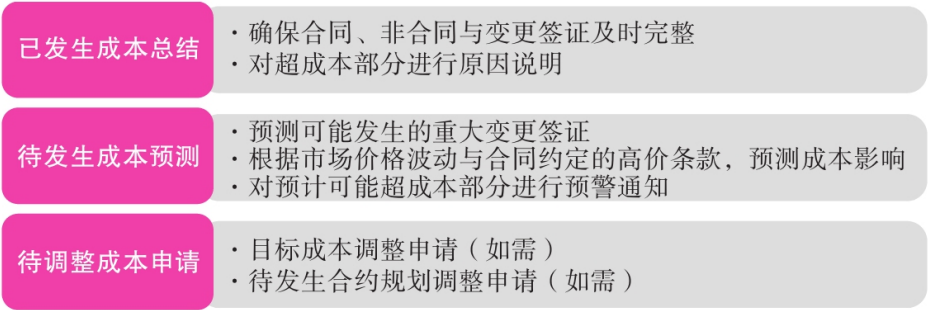 已发生成本总结
· 确保合同、非合同与变更签证及时完整
· 对超成本部分进行原因说明
待发生成本预测
· 预测可能发生的重大变更签证
· 根据市场价格波动与合同约定的高价条款，预测成本影响
· 对预计可能超成本部分进行预警通知
待调整成本申请
· 目标成本调整申请（如需）
· 待发生合约规划调整申请（如需）